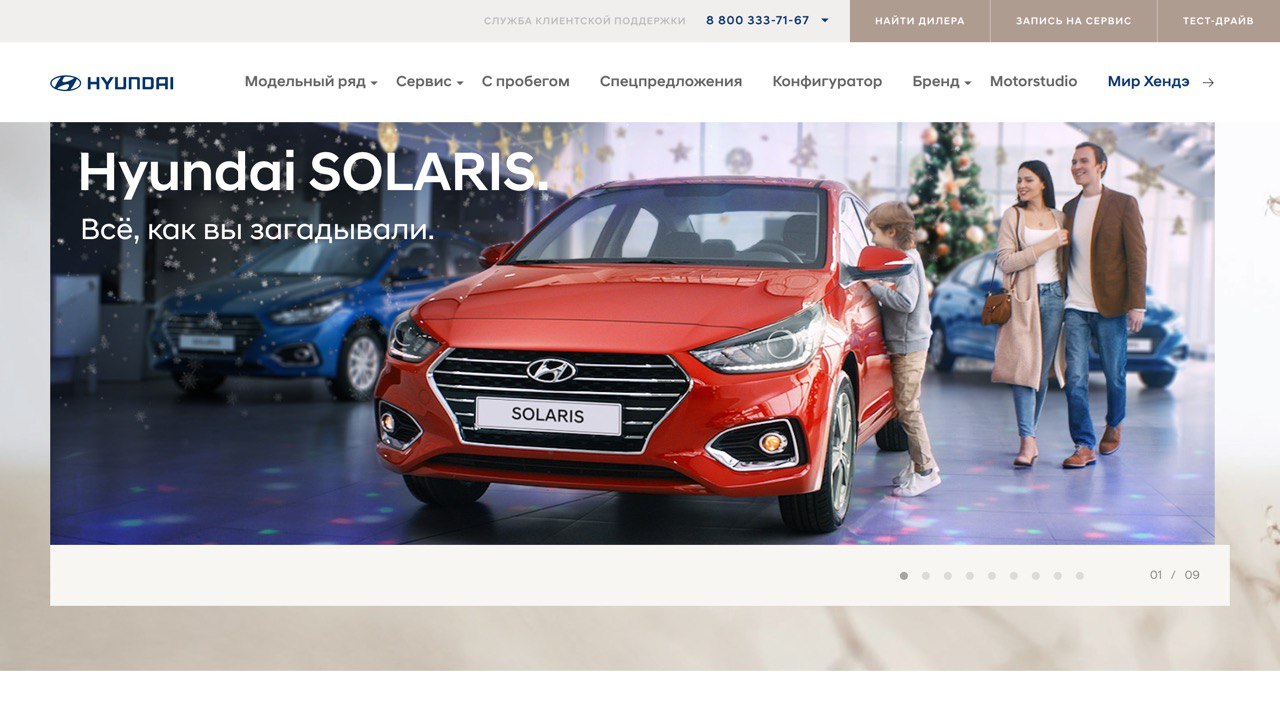 СЛУЖБА КЛИЕНТСКОЙ ПОДДЕРЖКИ 8 800 333-71-67 НАЙТИ ДИЛЕРА ЗАПИСЬ НА СЕРВИС ТЕСТ-ДРАЙВ
HYUNDAI Модельный ряд Сервис С пробегом Спецпредложения Конфигуратор Бренд Motorstudio Мир Хендэ →
Hyundai SOLARIS.
Всё, как вы загадывали.
SOLARIS
01 / 09